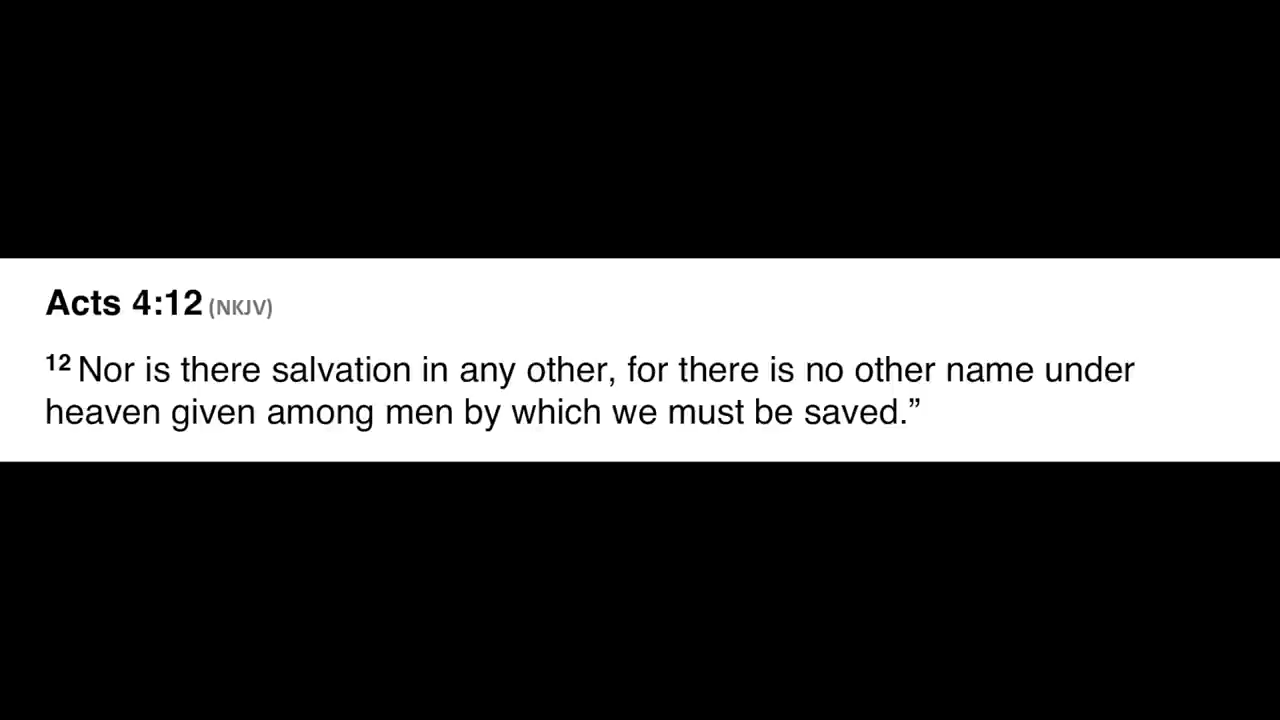 Acts 4:12 (NKJV)
12 Nor is there salvation in any other, for there is no other name under
heaven given among men by which we must be saved.”